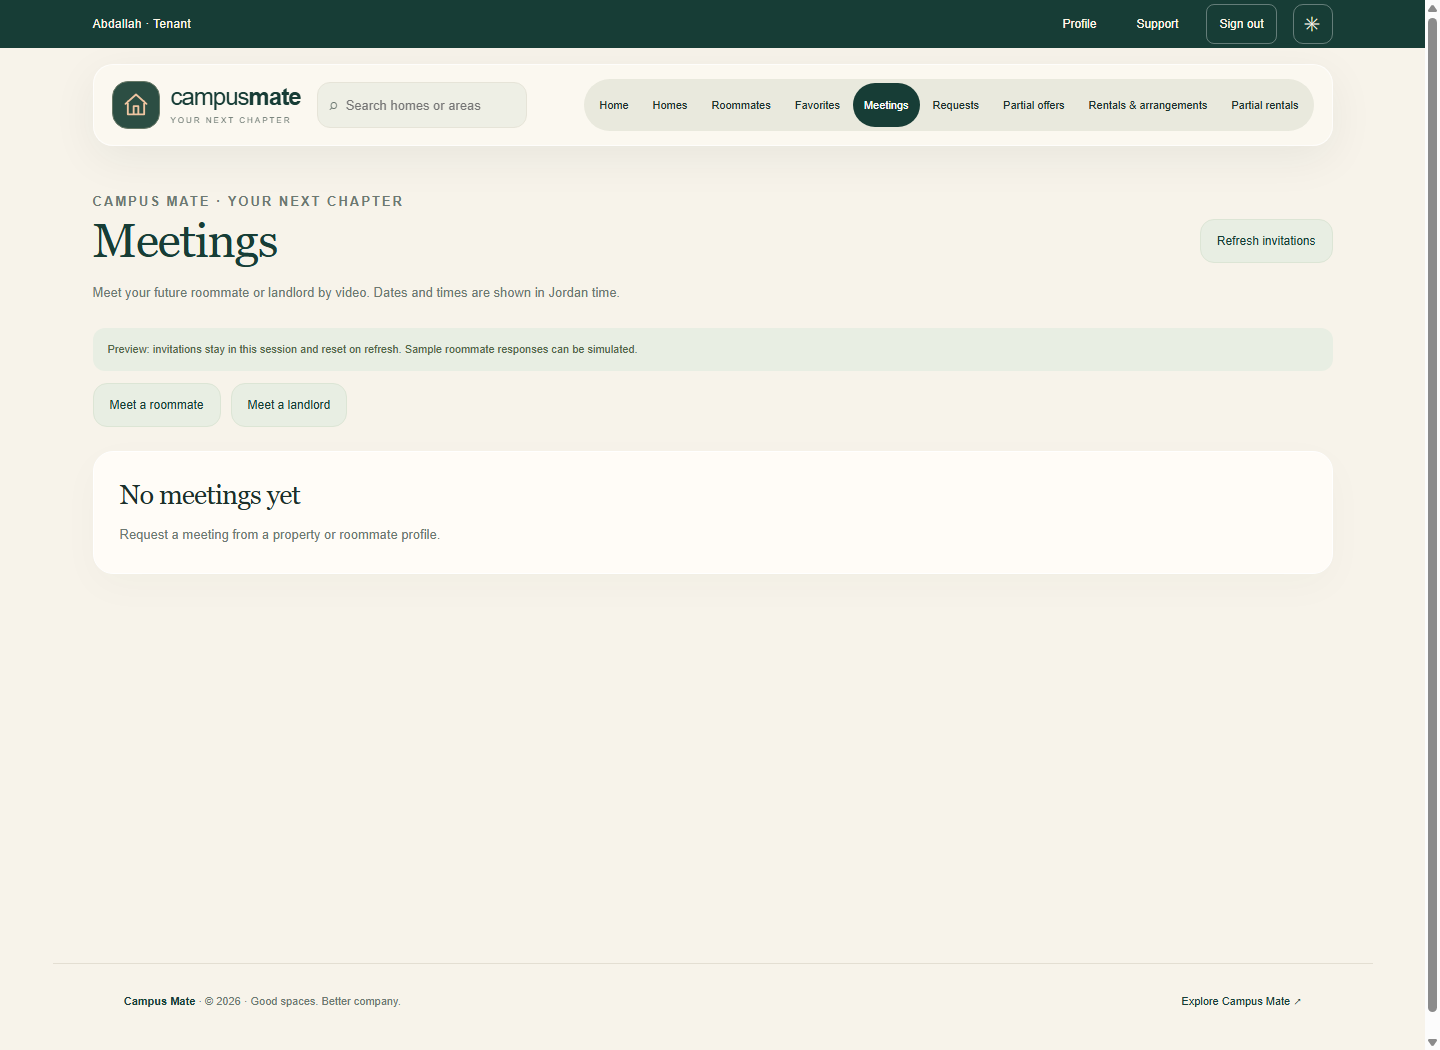 Abdallah · Tenant
Profile
Support
Sign out
campusmate
YOUR NEXT CHAPTER
Search homes or areas
Home
Homes
Roommates
Favorites
Meetings
Requests
Partial offers
Rentals & arrangements
Partial rentals
CAMPUS MATE · YOUR NEXT CHAPTER
Meetings
Refresh invitations
Meet your future roommate or landlord by video. Dates and times are shown in Jordan time.
Preview: invitations stay in this session and reset on refresh. Sample roommate responses can be simulated.
Meet a roommate
Meet a landlord
No meetings yet
Request a meeting from a property or roommate profile.
Campus Mate · © 2026 · Good spaces. Better company.
Explore Campus Mate ↗